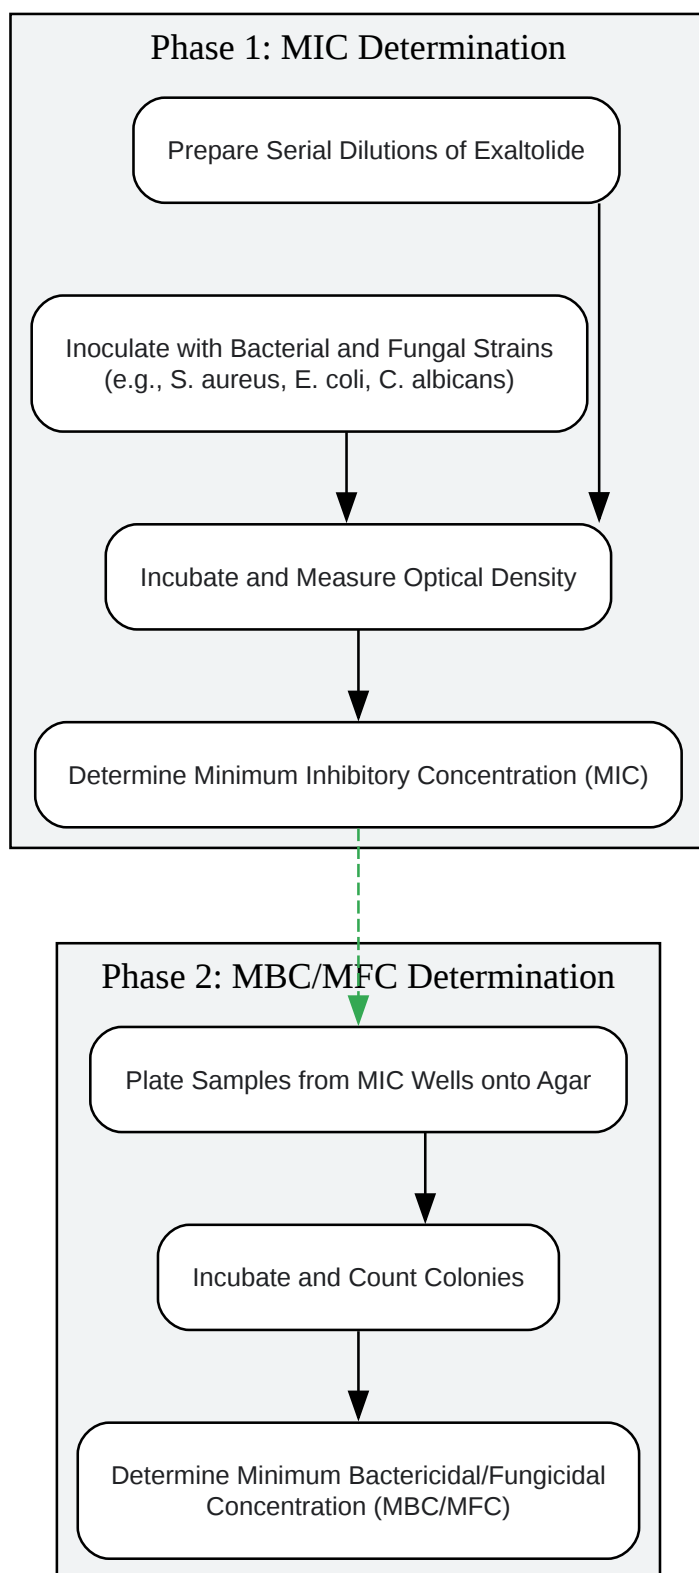 Phase 1: MIC Determination
Prepare Serial Dilutions of Exaltolide
Inoculate with Bacterial and Fungal Strains
(e.g., S. aureus, E. coli, C. albicans)
Incubate and Measure Optical Density
Determine Minimum Inhibitory Concentration (MIC)
Phase 2: MBC/MFC Determination
Plate Samples from MIC Wells onto Agar
Incubate and Count Colonies
Determine Minimum Bactericidal/Fungicidal
Concentration (MBC/MFC)